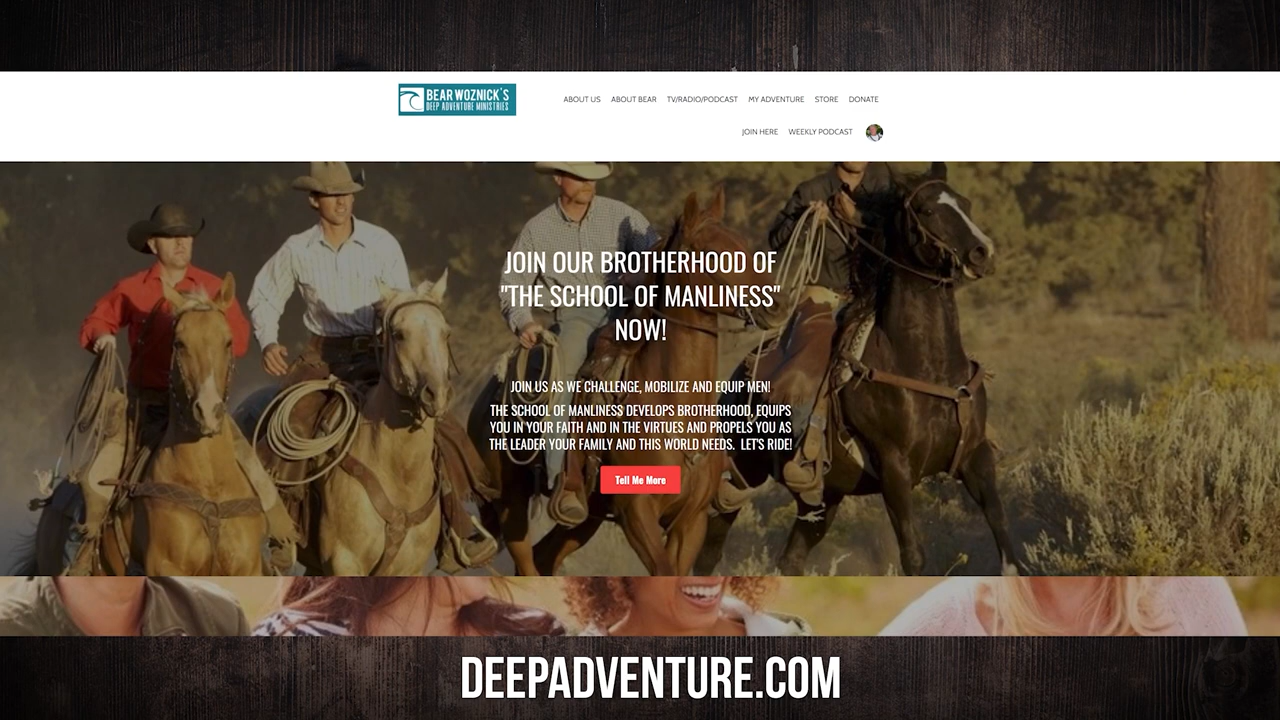 BEAR WOZNICK'S
DEEP ADVENTURE MINISTRIES
ABOUT US ABOUT BEAR TV/RADIO/PODCAST MY ADVENTURE STORE DONATE
JOIN HERE WEEKLY PODCAST
JOIN OUR BROTHERHOOD OF
"THE SCHOOL OF MANLINESS"
NOW!
JOIN US AS WE CHALLENGE, MOBILIZE AND EQUIP MEN!
THE SCHOOL OF MANLINESS DEVELOPS BROTHERHOOD, EQUIPS
YOU IN YOUR FAITH AND IN THE VIRTUES AND PROPELS YOU AS
THE LEADER YOUR FAMILY AND THIS WORLD NEEDS. LET'S RIDE!
Tell Me More
DEEPADVENTURE.COM